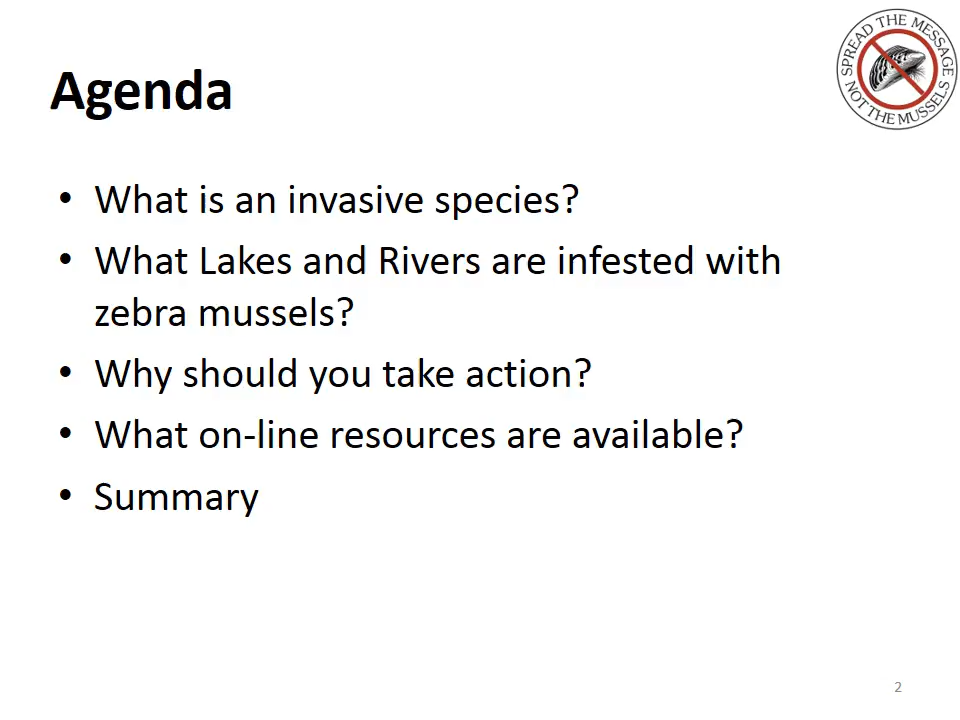 SPREAD THE MESSAGE
NOT THE MUSSELS
Agenda
• What is an invasive species?
• What Lakes and Rivers are infested with
zebra mussels?
• Why should you take action?
• What on-line resources are available?
• Summary
2